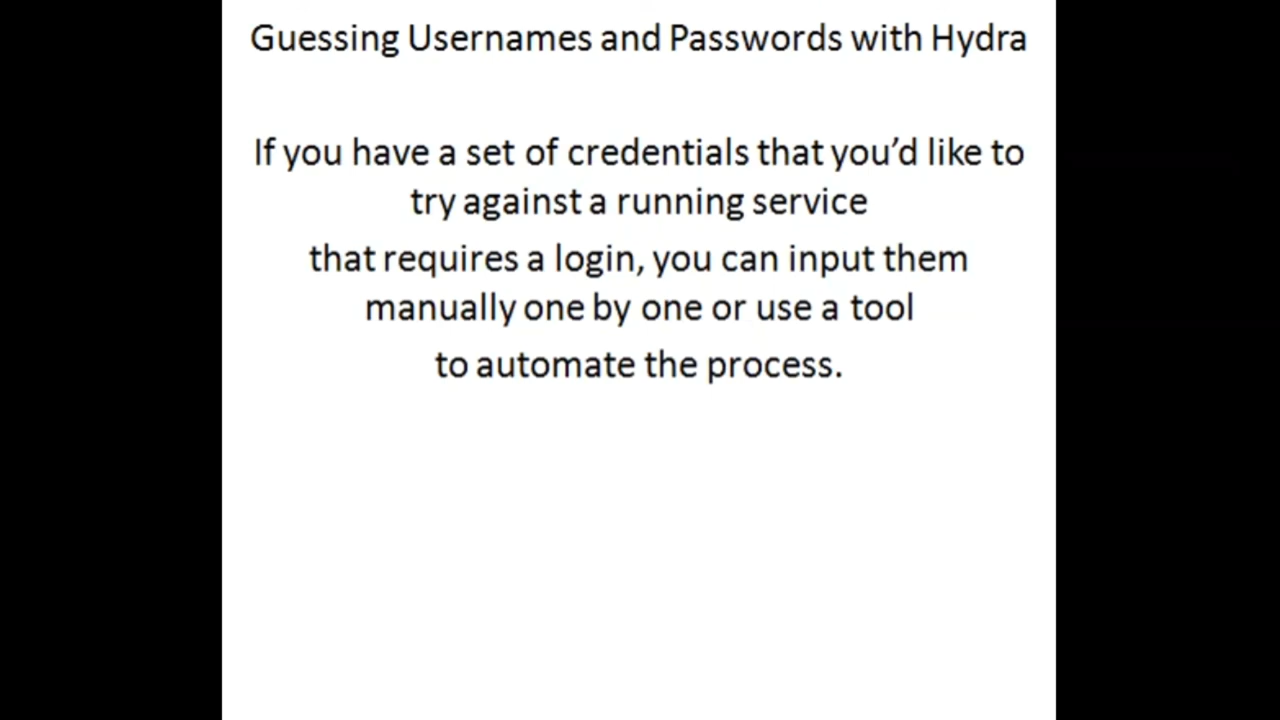 Guessing Usernames and Passwords with Hydra
If you have a set of credentials that you’d like to
try against a running service
that requires a login, you can input them
manually one by one or use a tool
to automate the process.